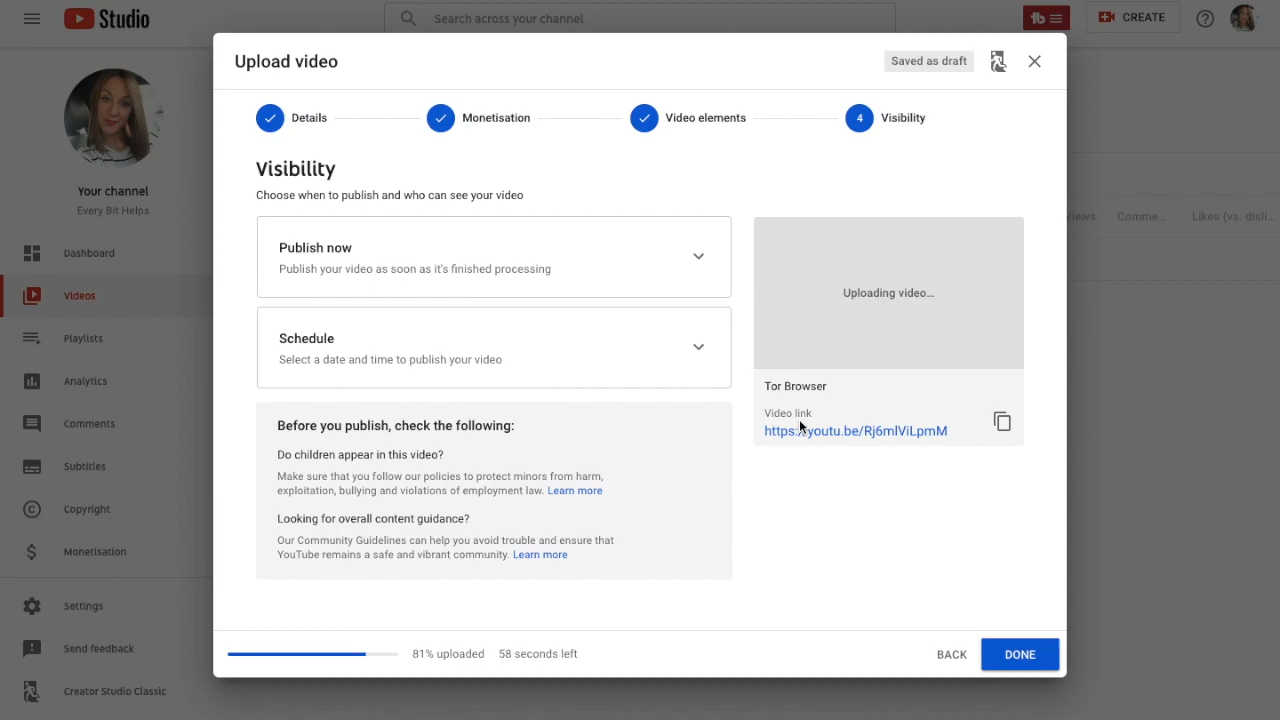 Studio
Search across your channel
CREATE
Your channel
Every Bit Helps
Dashboard
Videos
Playlists
Analytics
Comments
Subtitles
Copyright
Monetisation
Settings
Send feedback
Creator Studio Classic
Views
Comme...
Likes (vs. disli...
Upload video
Saved as draft
Details
Monetisation
Video elements
4
Visibility
Visibility
Choose when to publish and who can see your video
Publish now
Publish your video as soon as it's finished processing
Schedule
Select a date and time to publish your video
Before you publish, check the following:
Do children appear in this video?
Make sure that you follow our policies to protect minors from harm,
exploitation, bullying and violations of employment law. Learn more
Looking for overall content guidance?
Our Community Guidelines can help you avoid trouble and ensure that
YouTube remains a safe and vibrant community. Learn more
Uploading video...
Tor Browser
Video link
https://youtu.be/Rj6mlViLpmM
81% uploaded
58 seconds left
BACK
DONE